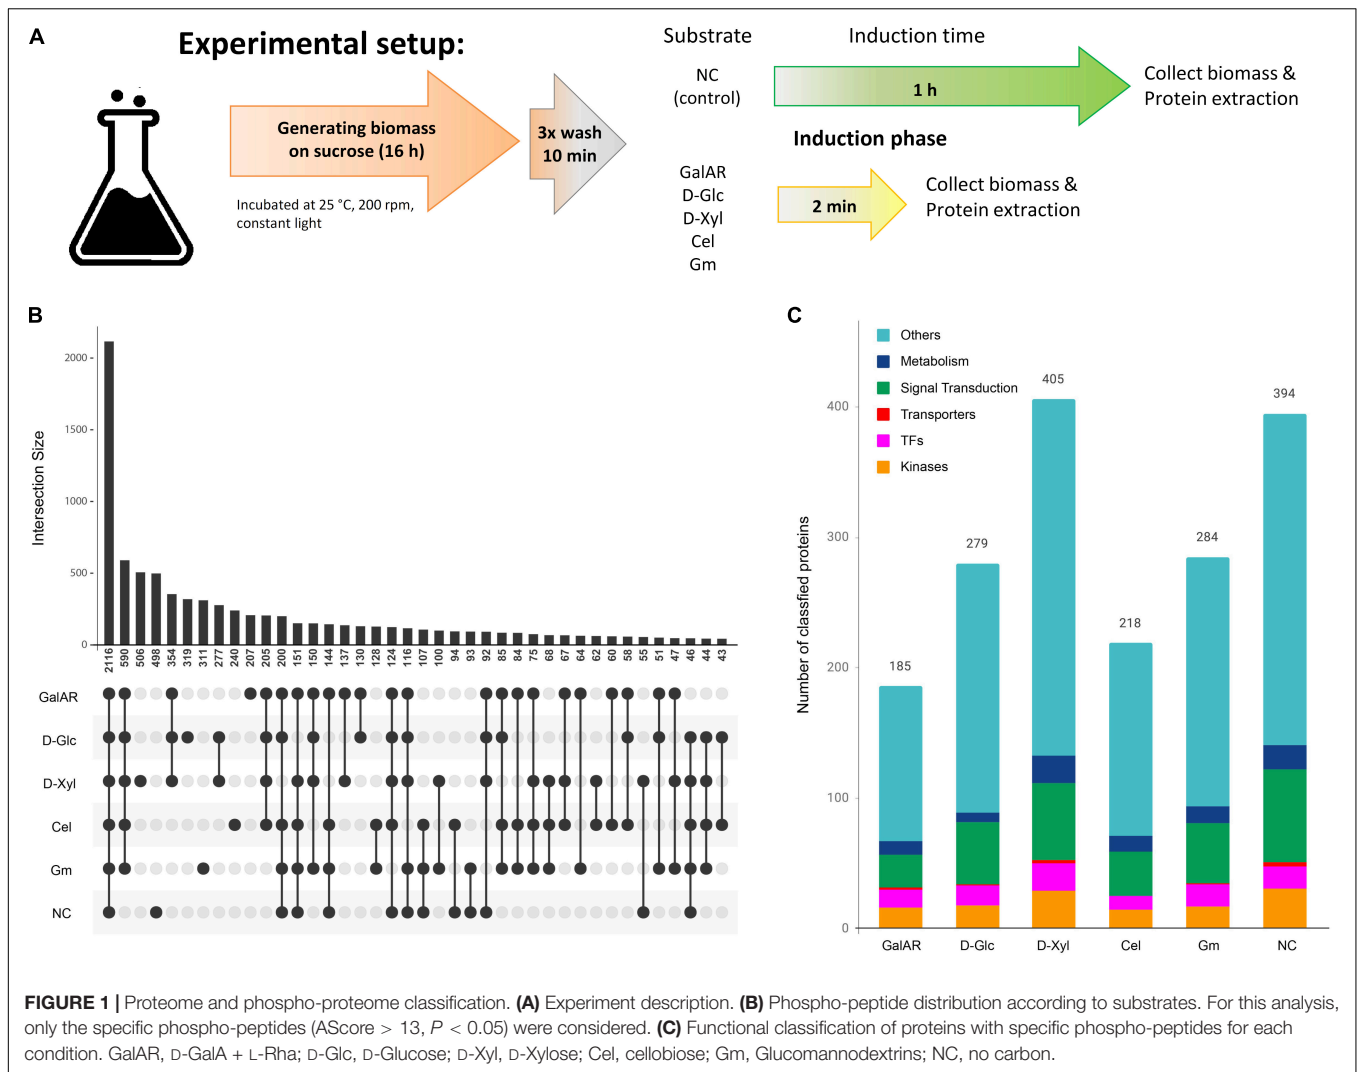 A
Experimental setup:
Generating biomass
on sucrose (16 h)
Incubated at 25 °C, 200 rpm,
constant light
3x wash
10 min
Substrate
Induction time
NC
(control)
1 h
Collect biomass &
Protein extraction
Induction phase
GalAR
D-Glc
D-Xyl
Cel
Gm
2 min
Collect biomass &
Protein extraction
B
Intersection Size
2000
1500
1000
500
0
2116 590 506 498 354 319 311 277 240 207 205 200 151 150 144 137 130 128 124 116 107 100 94 93 92 85 84 75 68 67 64 62 60 58 55 51 47 46 44 43
GalAR
D-Glc
D-Xyl
Cel
Gm
NC
C
Others
Metabolism
Signal Transduction
Transporters
TFs
Kinases
Number of classfied proteins
400
300
200
100
0
185
279
405
218
284
394
GalAR D-Glc D-Xyl Cel Gm NC
FIGURE 1 | Proteome and phospho-proteome classification. (A) Experiment description. (B) Phospho-peptide distribution according to substrates. For this analysis,
only the specific phospho-peptides (AScore > 13, P < 0.05) were considered. (C) Functional classification of proteins with specific phospho-peptides for each
condition. GalAR, D-GalA + L-Rha; D-Glc, D-Glucose; D-Xyl, D-Xylose; Cel, cellobiose; Gm, Glucomannodextrins; NC, no carbon.